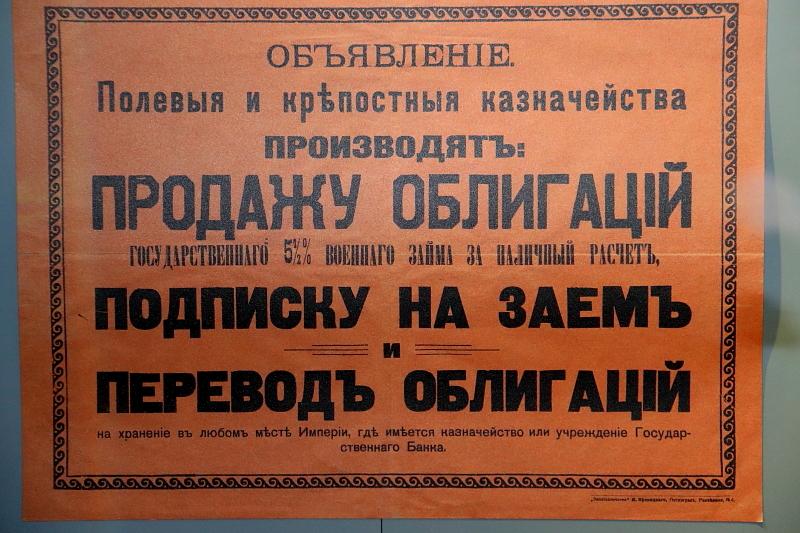 ОБЪЯВЛЕНІЕ.
Полевыя и крѣпостныя казначейства
ПРОИЗВОДЯТЪ:
ПРОДАЖУ ОБЛИГАЦІЙ
ГОСУДАРСТВЕННАГО 5½% ВОЕННАГО ЗАЙМА ЗА НАЛИЧНЫЙ РАСЧЕТЪ,
ПОДПИСКУ НА ЗАЕМЪ
и
ПЕРЕВОДЪ ОБЛИГАЦІЙ
на храненіе въ любомъ мѣстѣ Имперіи, гдѣ имѣется казначейство или учрежденіе Государ-
ственнаго Банка.
Петроградъ,